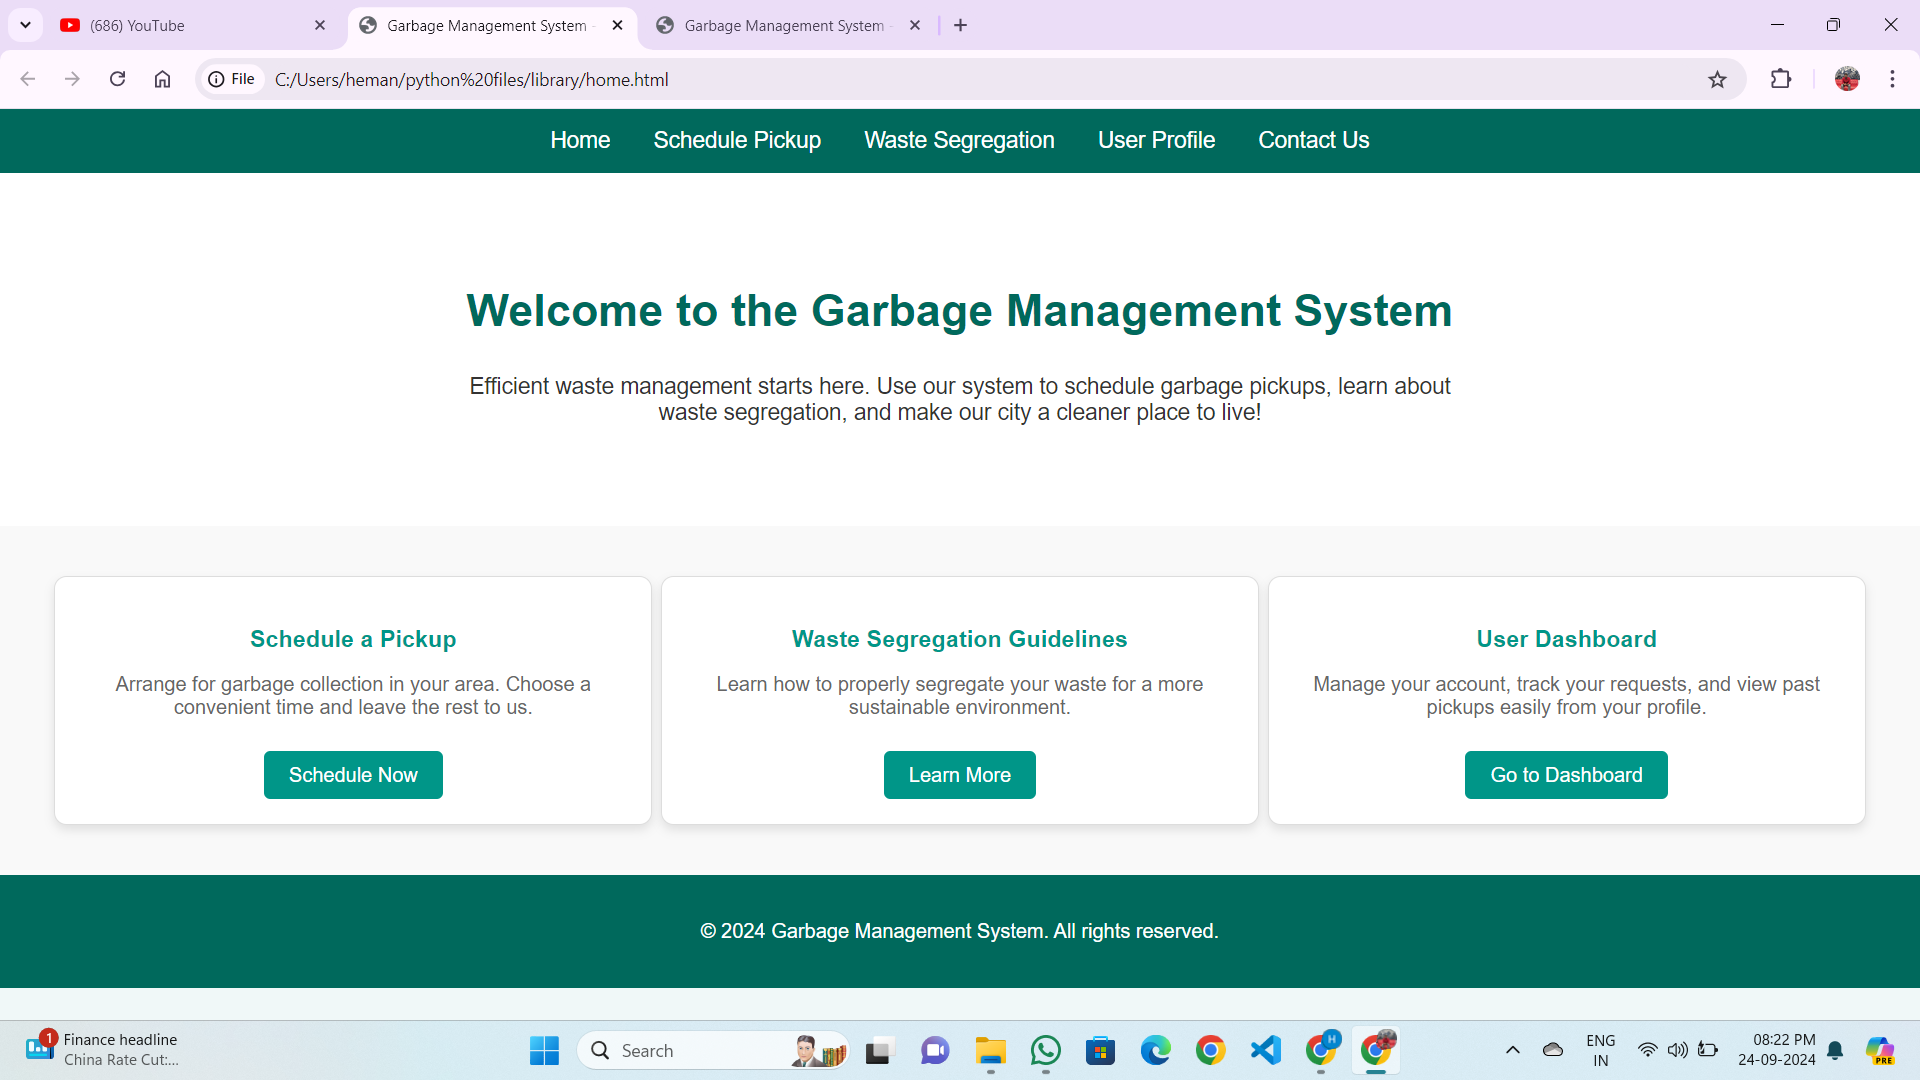 (686) YouTube
Garbage Management System -
Garbage Management System -
File
C:/Users/heman/python%20files/library/home.html
Home
Schedule Pickup
Waste Segregation
User Profile
Contact Us
Welcome to the Garbage Management System
Efficient waste management starts here. Use our system to schedule garbage pickups, learn about
waste segregation, and make our city a cleaner place to live!
Schedule a Pickup
Arrange for garbage collection in your area. Choose a
convenient time and leave the rest to us.
Schedule Now
Waste Segregation Guidelines
Learn how to properly segregate your waste for a more
sustainable environment.
Learn More
User Dashboard
Manage your account, track your requests, and view past
pickups easily from your profile.
Go to Dashboard
© 2024 Garbage Management System. All rights reserved.
1
Finance headline
China Rate Cut:...
Search
H
ENG
IN
08:22 PM
24-09-2024
PRE